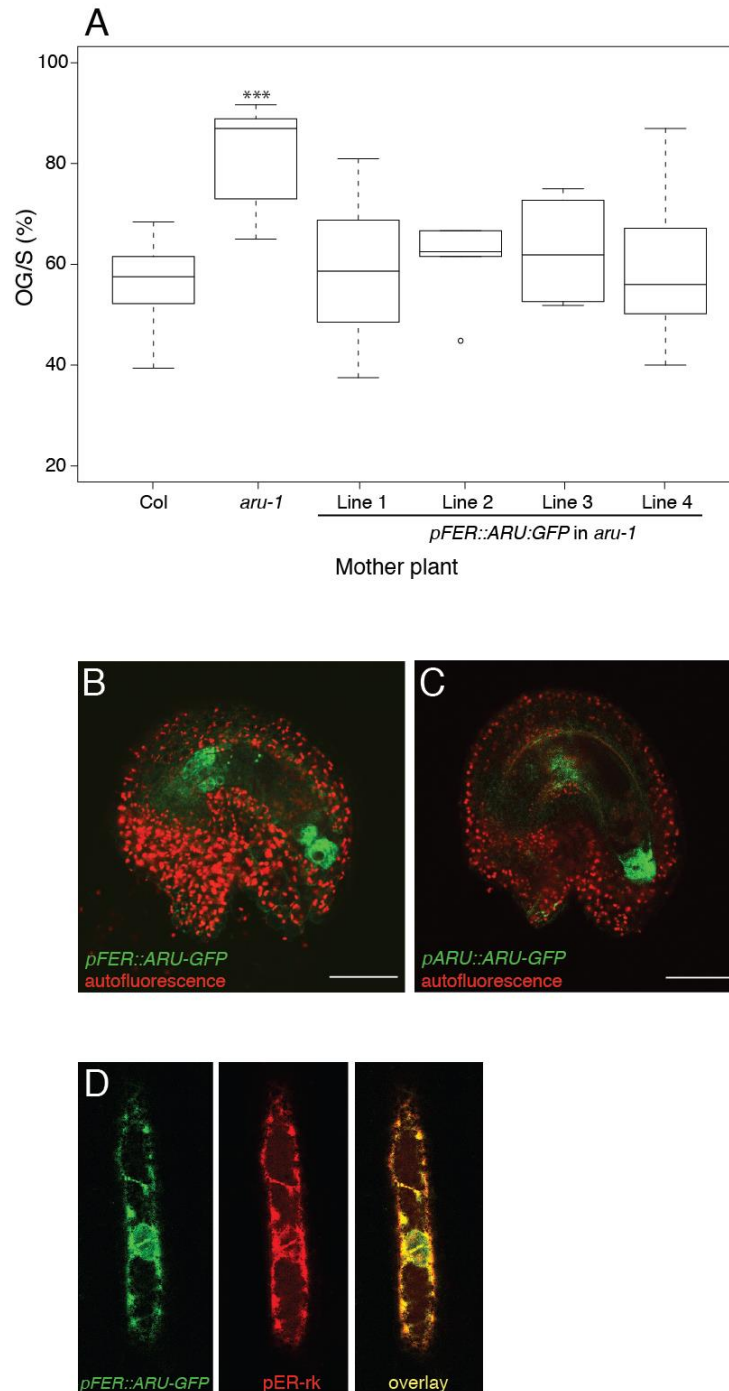 A
100
80
60
40
20
OG/S (%)
***
Col
aru-1
Line 1
Line 2
Line 3
Line 4
pFER::ARU:GFP in aru-1
Mother plant
B
pFER::ARU-GFP
autofluorescence
C
pARU::ARU-GFP
autofluorescence
D
pFER::ARU-GFP
pER-rk
overlay